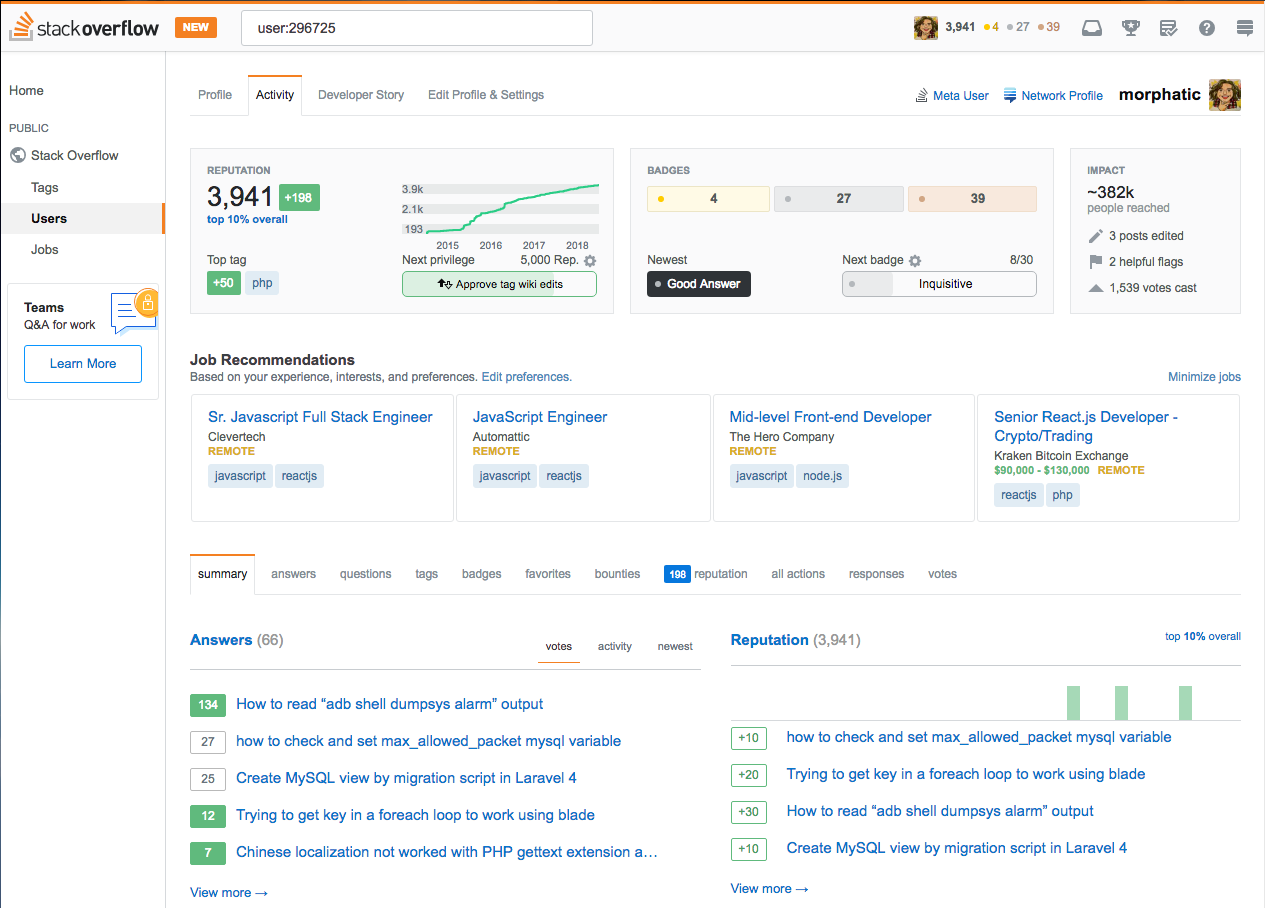 stackoverflow NEW user:296725 3,941 4 27 39
Home
PUBLIC
Stack Overflow
Tags
Users
Jobs
Teams
Q&A for work
Learn More
Profile Activity Developer Story Edit Profile & Settings Meta User Network Profile morphatic
REPUTATION
3,941 +198
top 10% overall
3.9k
2.1k
193
2015 2016 2017 2018
Top tag
+50 php
Next privilege 5,000 Rep.
Approve tag wiki edits
BADGES
4 27 39
Newest
Good Answer
Next badge 8/30
Inquisitive
IMPACT
~382k
people reached
3 posts edited
2 helpful flags
1,539 votes cast
Job Recommendations
Based on your experience, interests, and preferences. Edit preferences. Minimize jobs
Sr. Javascript Full Stack Engineer
Clevertech
REMOTE
javascript reactjs
JavaScript Engineer
Automattic
REMOTE
javascript reactjs
Mid-level Front-end Developer
The Hero Company
REMOTE
javascript node.js
Senior React.js Developer -
Crypto/Trading
Kraken Bitcoin Exchange
$90,000 - $130,000 REMOTE
reactjs php
summary answers questions tags badges favorites bounties 198 reputation all actions responses votes
Answers (66) votes activity newest
134 How to read “adb shell dumpsys alarm” output
27 how to check and set max_allowed_packet mysql variable
25 Create MySQL view by migration script in Laravel 4
12 Trying to get key in a foreach loop to work using blade
7 Chinese localization not worked with PHP gettext extension a…
View more →
Reputation (3,941) top 10% overall
+10 how to check and set max_allowed_packet mysql variable
+20 Trying to get key in a foreach loop to work using blade
+30 How to read “adb shell dumpsys alarm” output
+10 Create MySQL view by migration script in Laravel 4
View more →